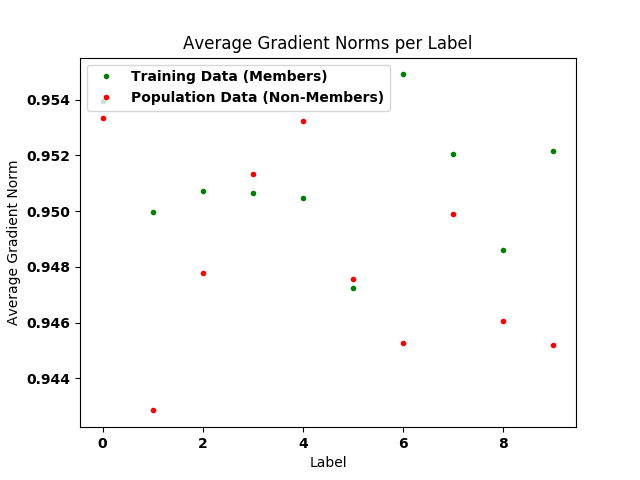 Average Gradient Norms per Label
Training Data (Members)
Population Data (Non-Members)
0.954
0.952
0.950
0.948
0.946
0.944
Average Gradient Norm
0 2 4 6 8
Label